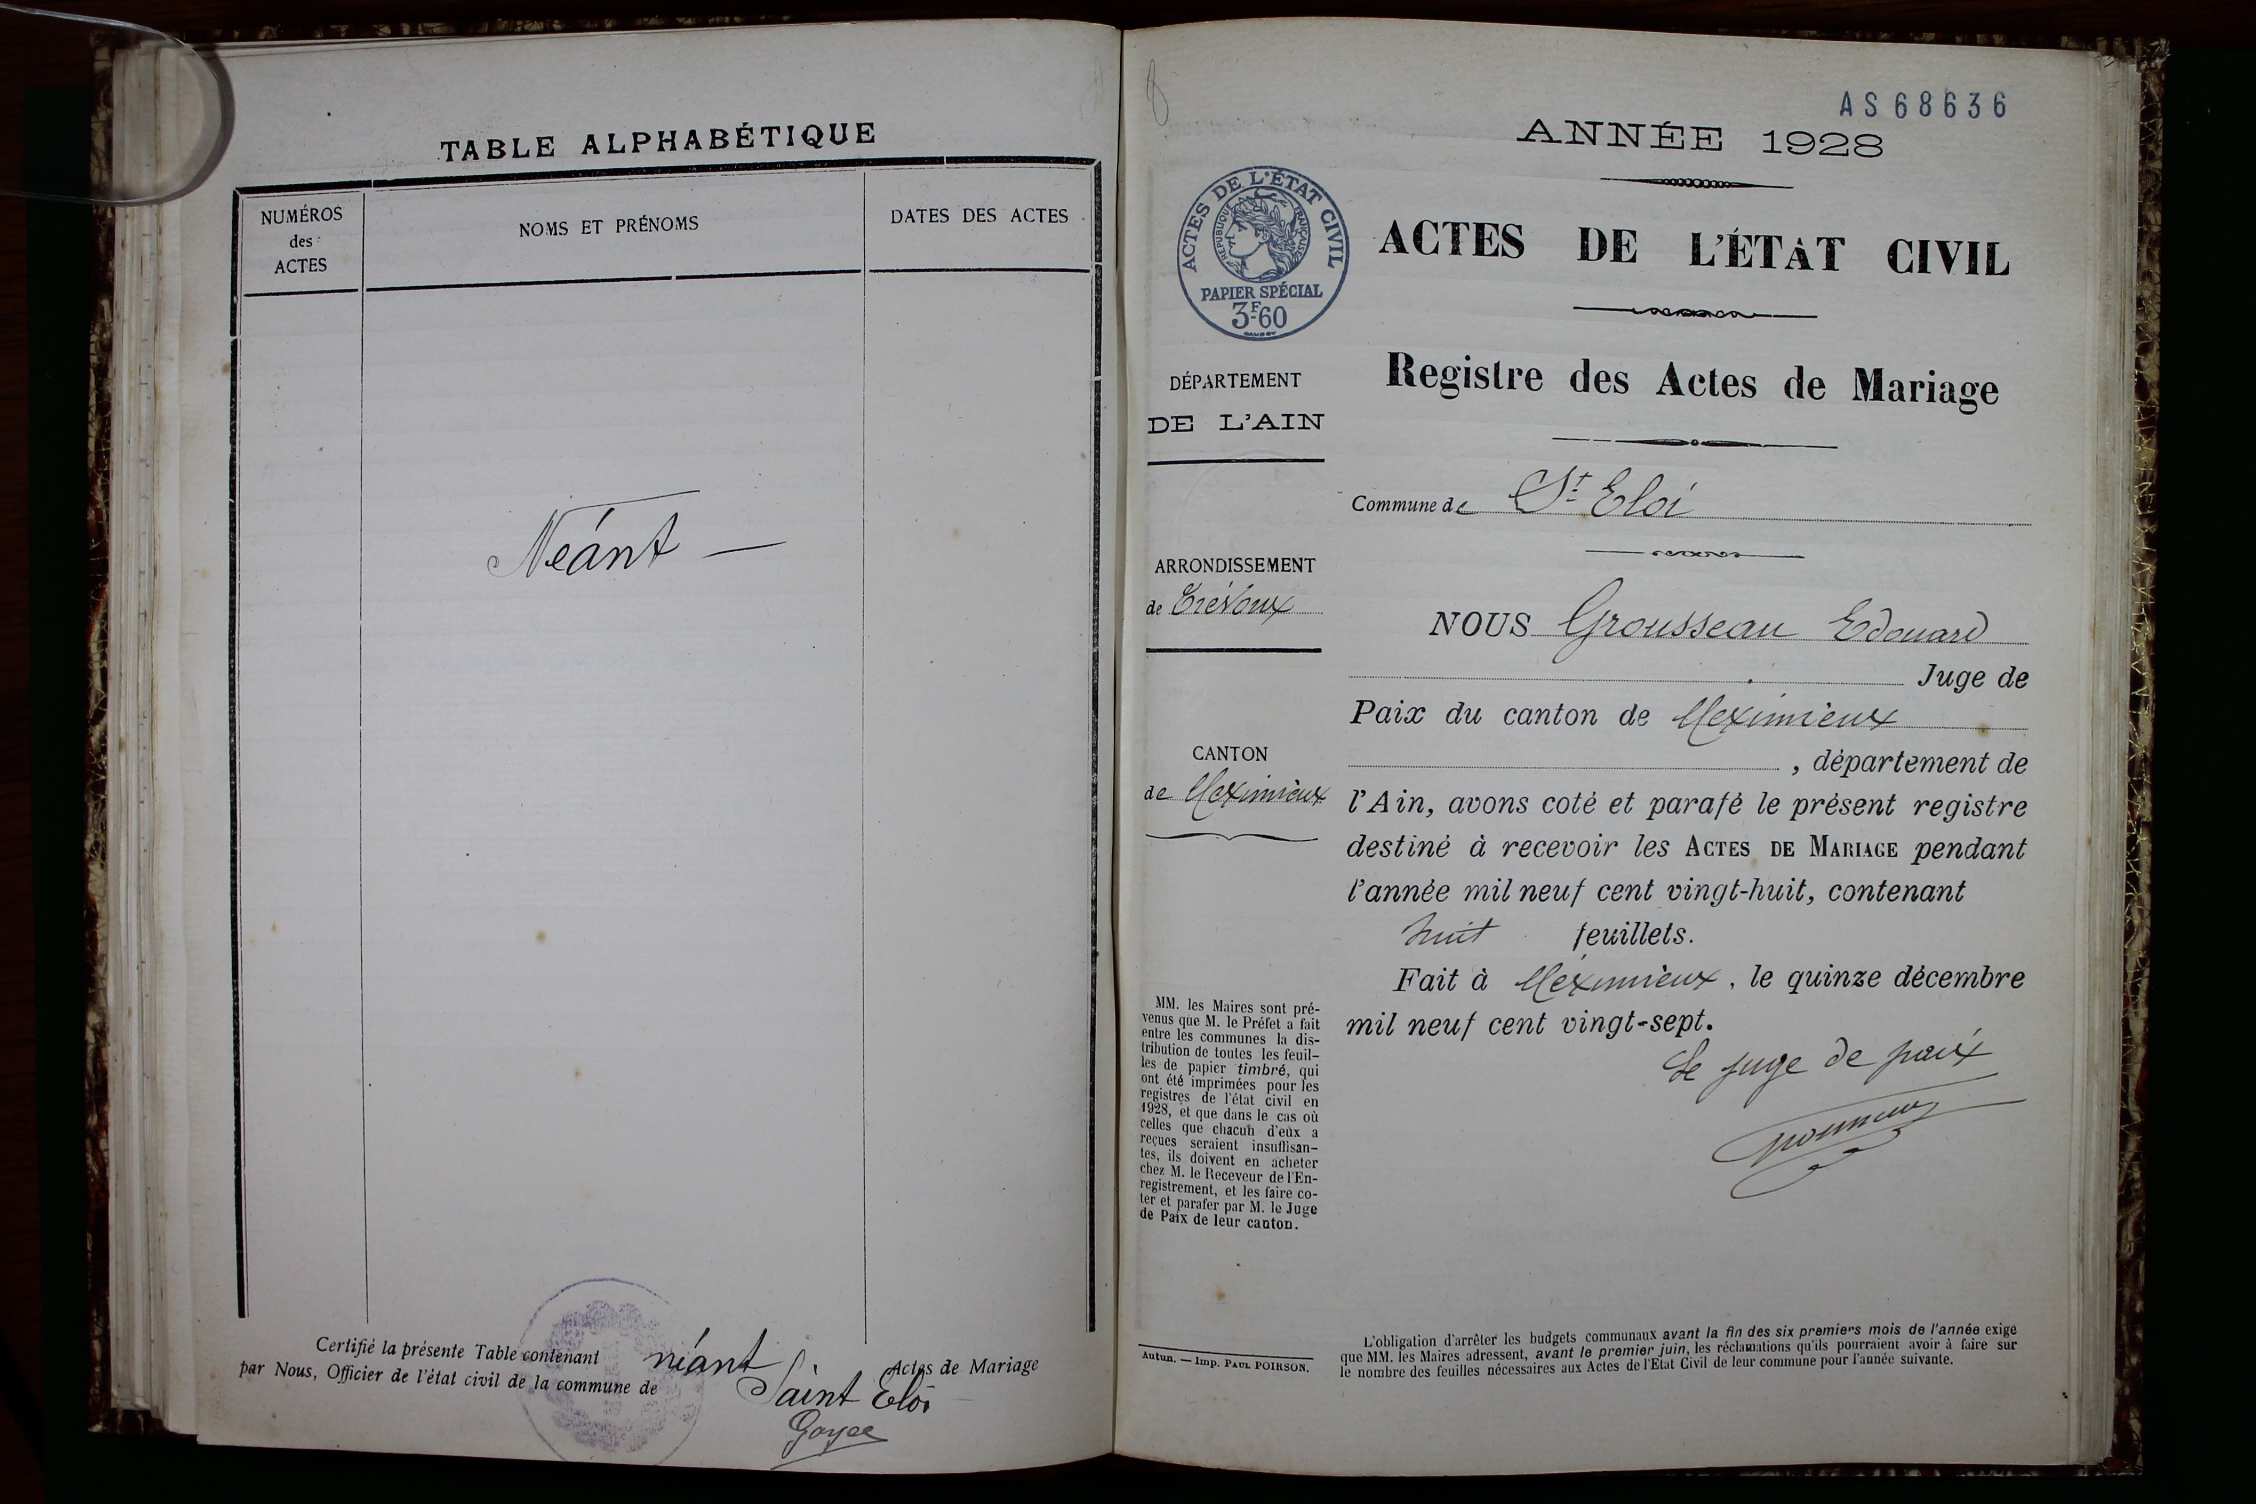 TABLE ALPHABÉTIQUE
NUMÉROS
des
ACTES
NOMS ET PRÉNOMS
DATES DES ACTES
Néant —
Certifié la présente Table contenant néant Actes de Mariage
par Nous, Officier de l'état civil de la commune de Saint Eloi
Goyce
8
AS68636
ANNÉE 1928
ACTES DE L'ÉTAT CIVIL
RÉPUBLIQUE FRANÇAISE
PAPIER SPÉCIAL
3F60
ACTES DE L'ÉTAT CIVIL
Registre des Actes de Mariage
DÉPARTEMENT
DE L'AIN
Commune de St Eloi
ARRONDISSEMENT
de Trévoux
CANTON
de Meximieux
NOUS Grousseau Edouard
Juge de
Paix du canton de Meximieux
, département de
l'Ain, avons coté et parafé le présent registre
destiné à recevoir les ACTES DE MARIAGE pendant
l'année mil neuf cent vingt-huit, contenant
huit feuillets.
Fait à Meximieux, le quinze décembre
mil neuf cent vingt-sept.
Le juge de paix
MM. les Maires sont pré-
venus que M. le Préfet a fait
entre les communes la dis-
tribution de toutes les feuil-
les de papier timbré, qui
ont été imprimées pour les
registres de l'état civil en
1928, et que dans le cas où
celles que chacun d'eux a
reçues seraient insuffisan-
tes, ils doivent en acheter
chez M. le Receveur de l'En-
registrement, et les faire co-
ter et parafer par M. le Juge
de Paix de leur canton.
Autun. — Imp. PAUL POIRSON.
L'obligation d'arrêter les budgets communaux avant la fin des six premiers mois de l'année exige
que MM. les Maires adressent, avant le premier juin, les réclamations qu'ils pourraient avoir à faire sur
le nombre des feuilles nécessaires aux Actes de l'Etat Civil de leur commune pour l'année suivante.